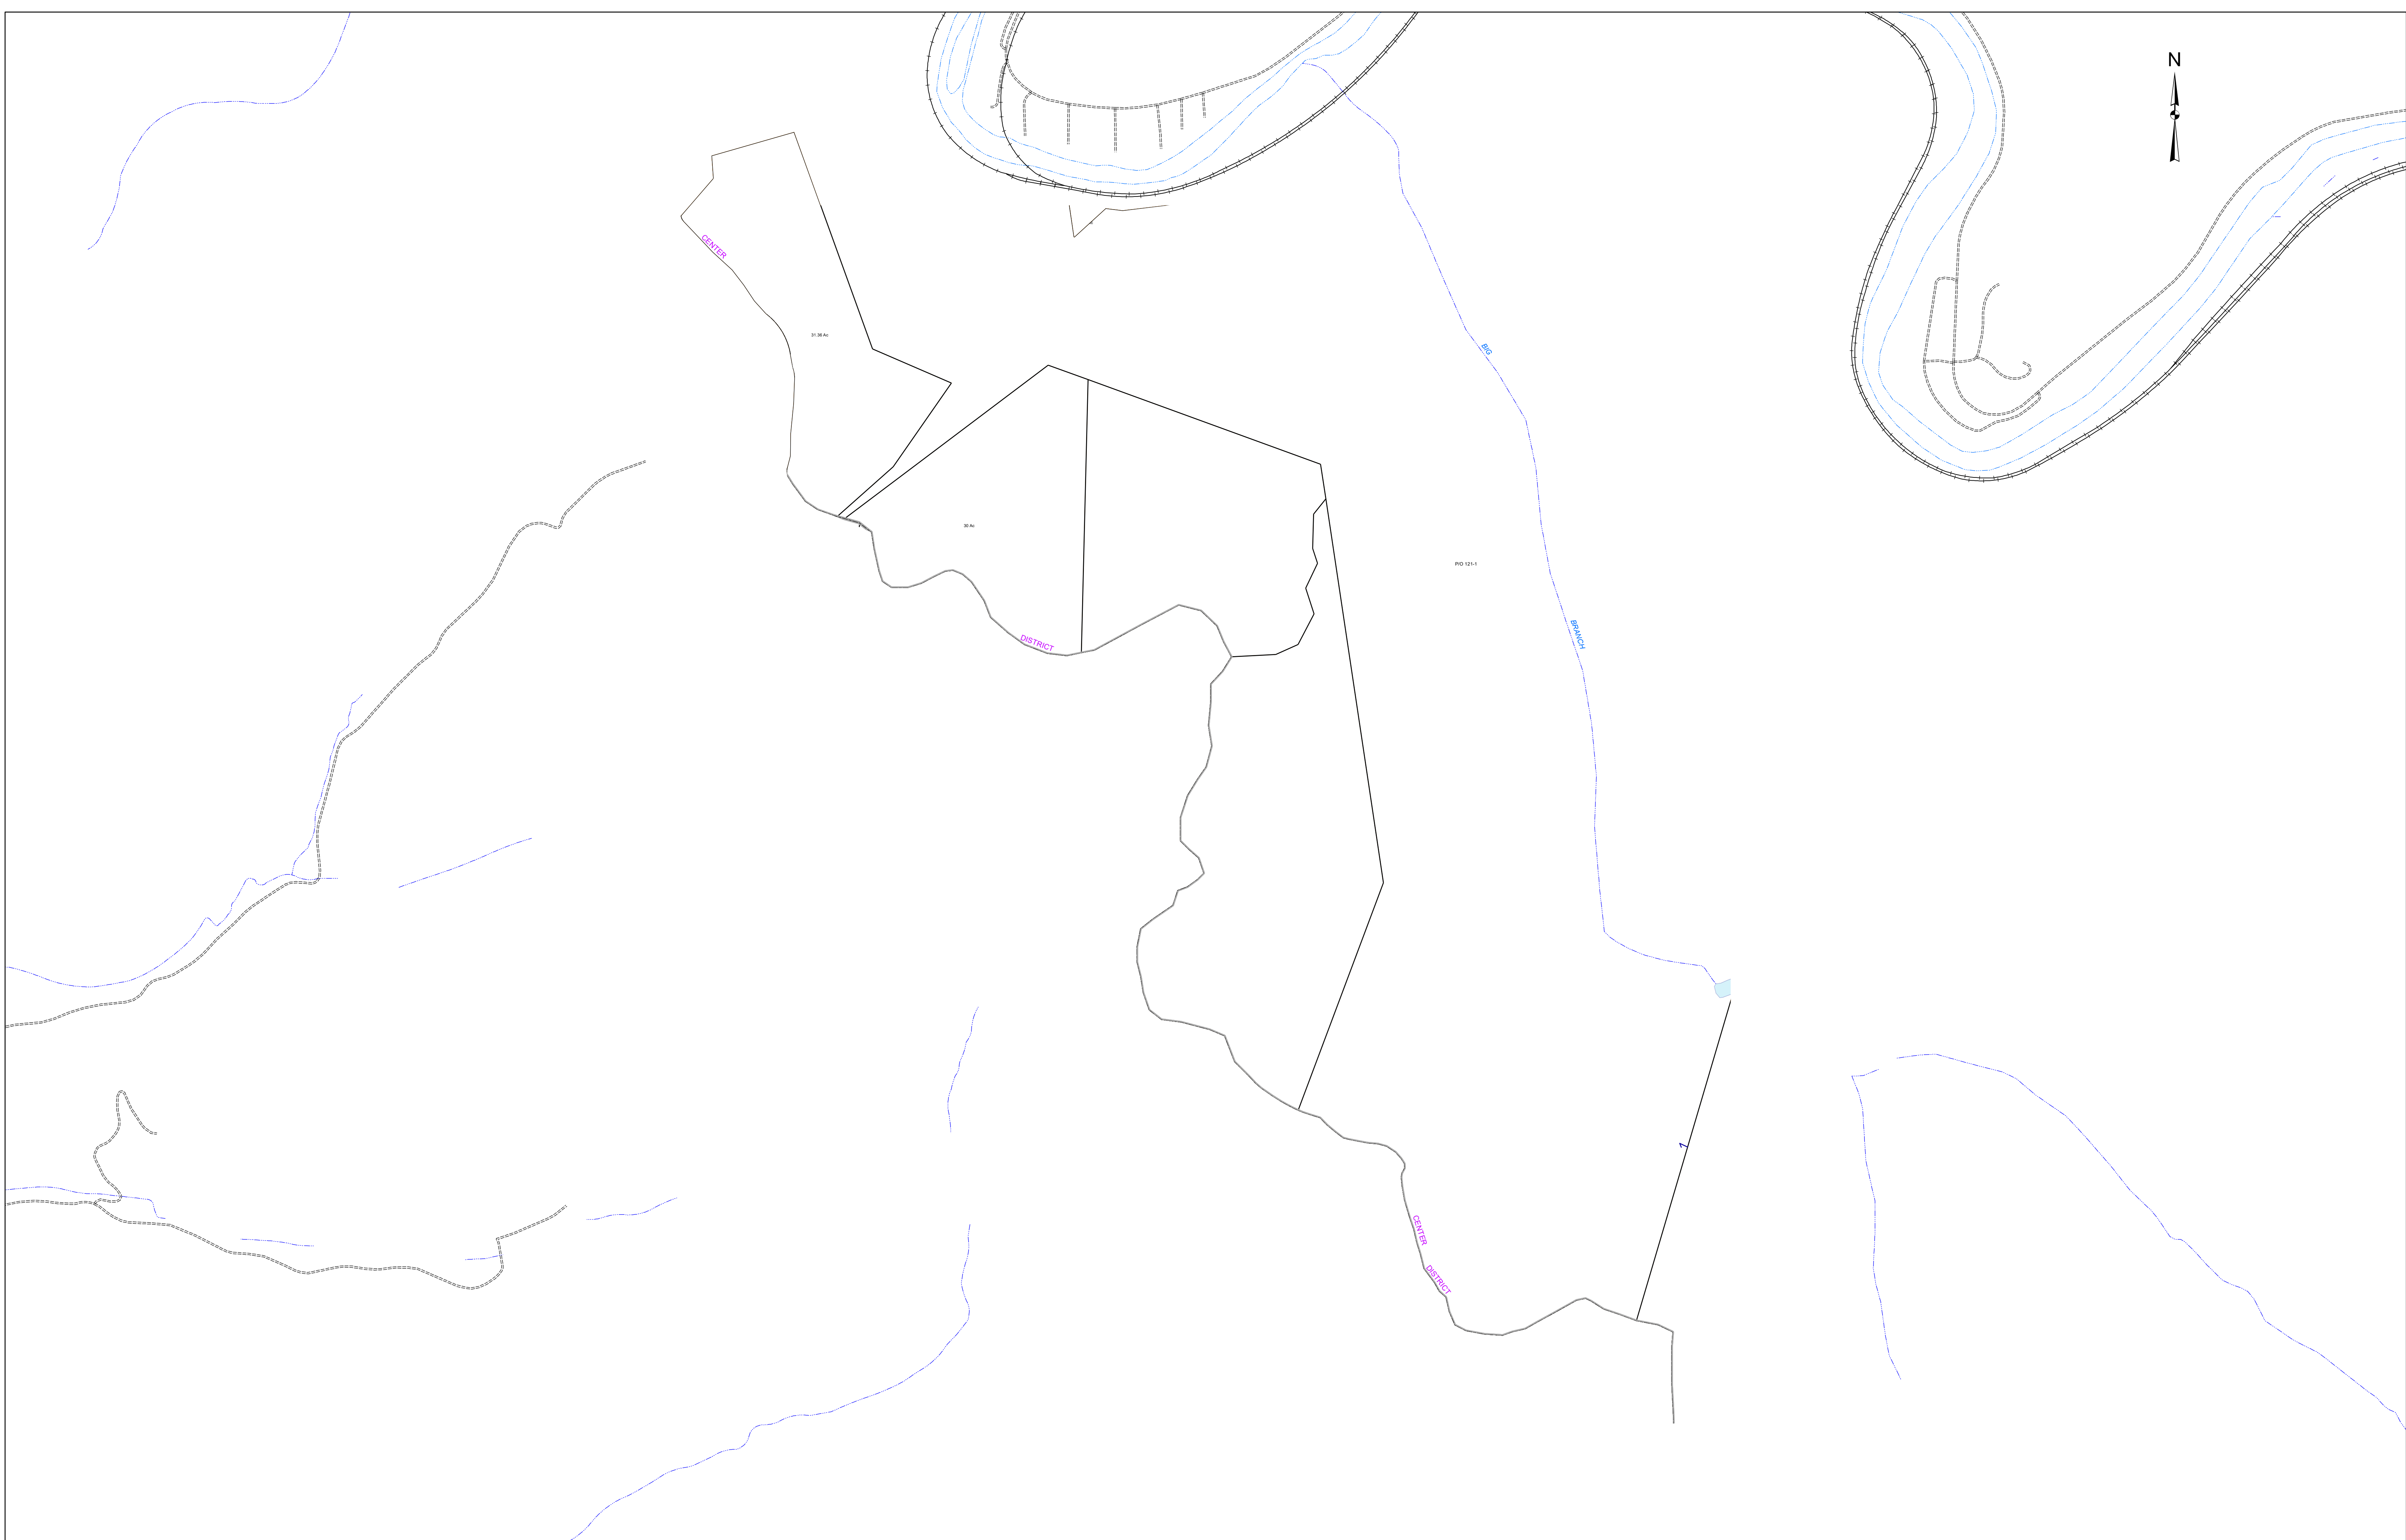 N
CENTER
31.36 Ac
BIG
30 Ac
P/O 121-1
BRANCH
DISTRICT
CENTER
DISTRICT